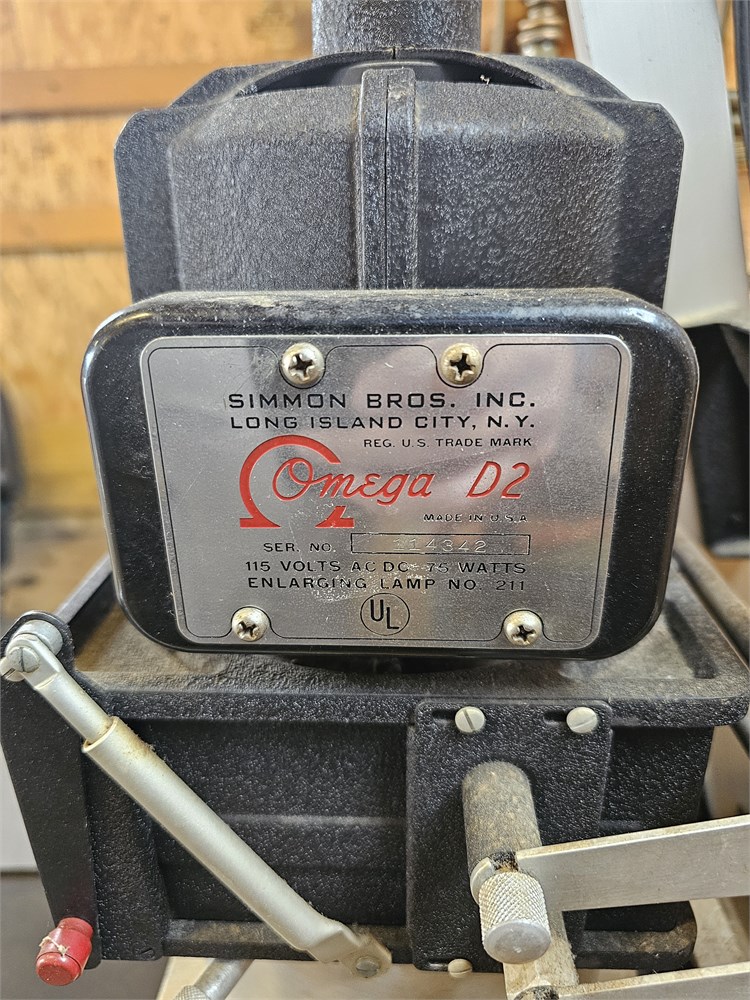 SIMMON BROS. INC.
LONG ISLAND CITY, N.Y.
REG. U.S. TRADE MARK
Omega D2
MADE IN U.S.A
SER. NO. 114342
115 VOLTS AC DC 75 WATTS
ENLARGING LAMP NO. 211
UL